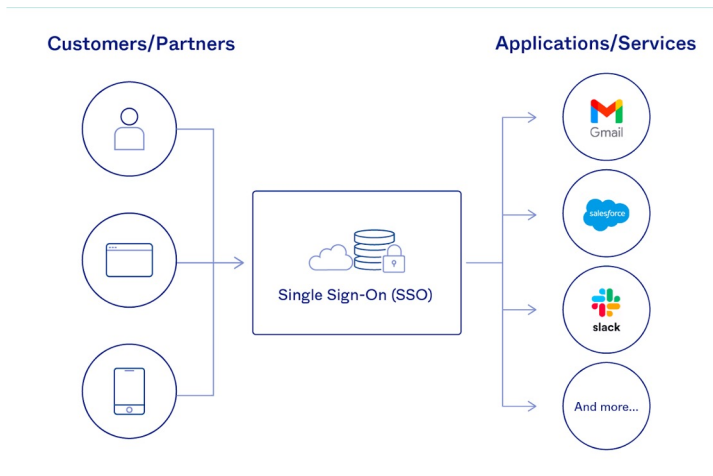 Customers/Partners
Applications/Services
Gmail
salesforce
Single Sign-On (SSO)
slack
And more...